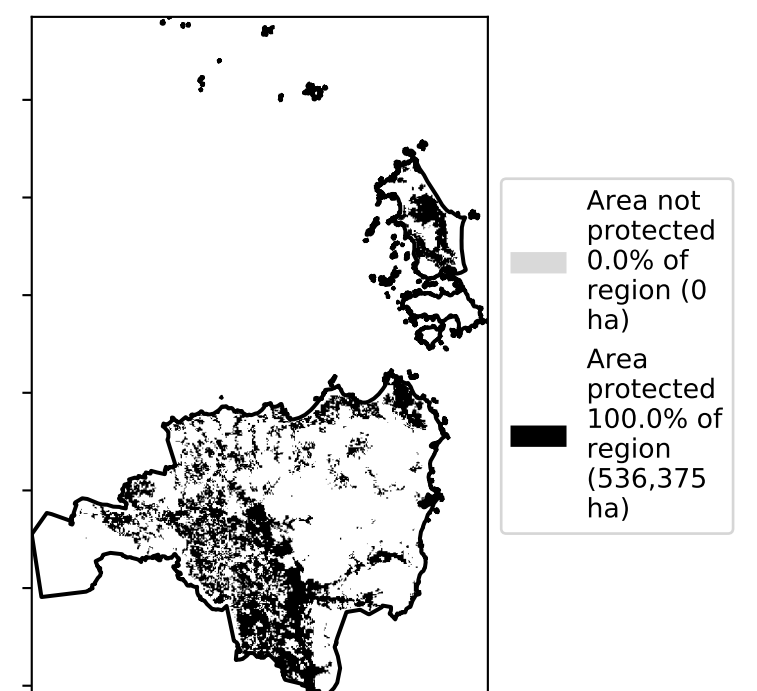 Area not
protected
0.0% of
region (0
ha)
Area
protected
100.0% of
region
(536,375
ha)